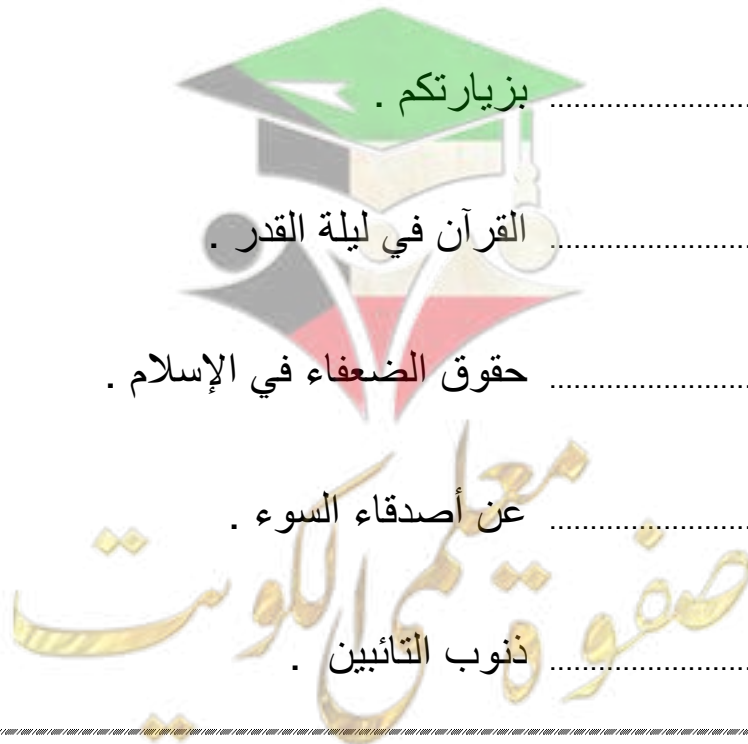 ..................... بزيارتكم .
..................... القرآن في ليلة القدر .
..................... حقوق الضعفاء في الإسلام .
..................... عن أصدقاء السوء .
..................... ذنوب التائبين .
صفوة معلمي الكويت